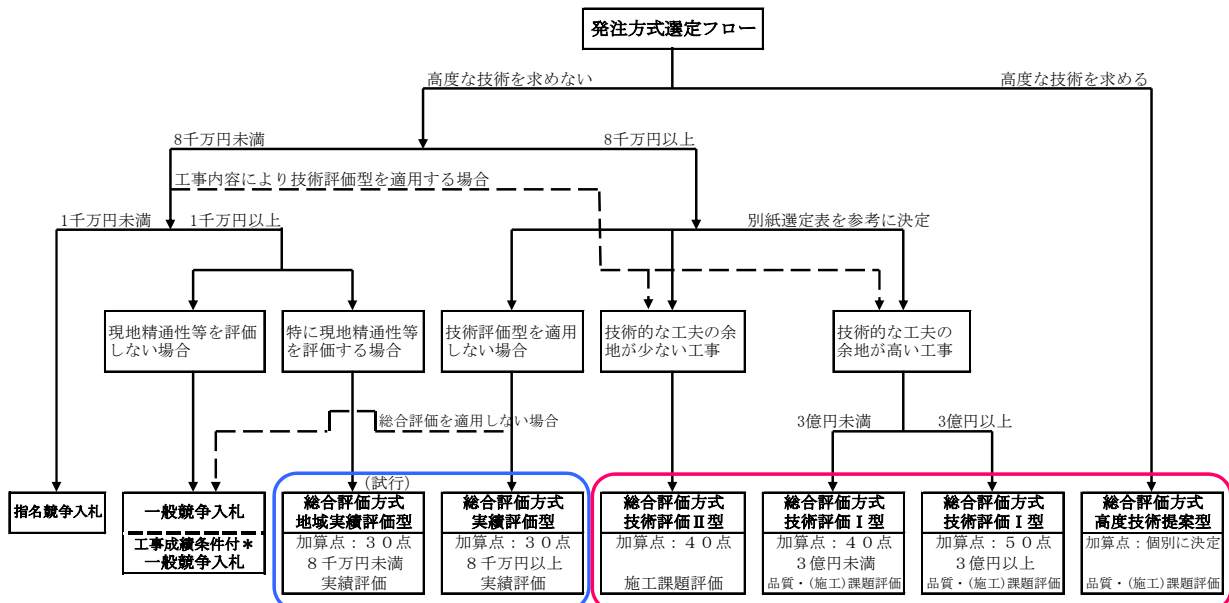 発注方式選定フロー
高度な技術を求めない
高度な技術を求める
8千万円未満
8千万円以上
工事内容により技術評価型を適用する場合
1千万円未満
1千万円以上
別紙選定表を参考に決定
現地精通性等を評価
しない場合
特に現地精通性等
を評価する場合
技術評価型を適用
しない場合
技術的な工夫の余
地が少ない工事
技術的な工夫の
余地が高い工事
総合評価を適用しない場合
3億円未満
3億円以上
(試行)
指名競争入札
一般競争入札
工事成績条件付*
一般競争入札
総合評価方式
地域実績評価型
加算点:30点
8千万円未満
実績評価
総合評価方式
実績評価型
加算点:30点
8千万円以上
実績評価
総合評価方式
技術評価Ⅱ型
加算点:40点
施工課題評価
総合評価方式
技術評価Ⅰ型
加算点:40点
3億円未満
品質・(施工)課題評価
総合評価方式
技術評価Ⅰ型
加算点:50点
3億円以上
品質・(施工)課題評価
総合評価方式
高度技術提案型
加算点:個別に決定
品質・(施工)課題評価